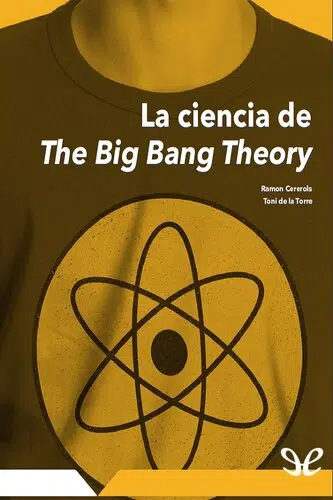 La ciencia de
The Big Bang Theory
Ramon Cererols
Toni de la Torre